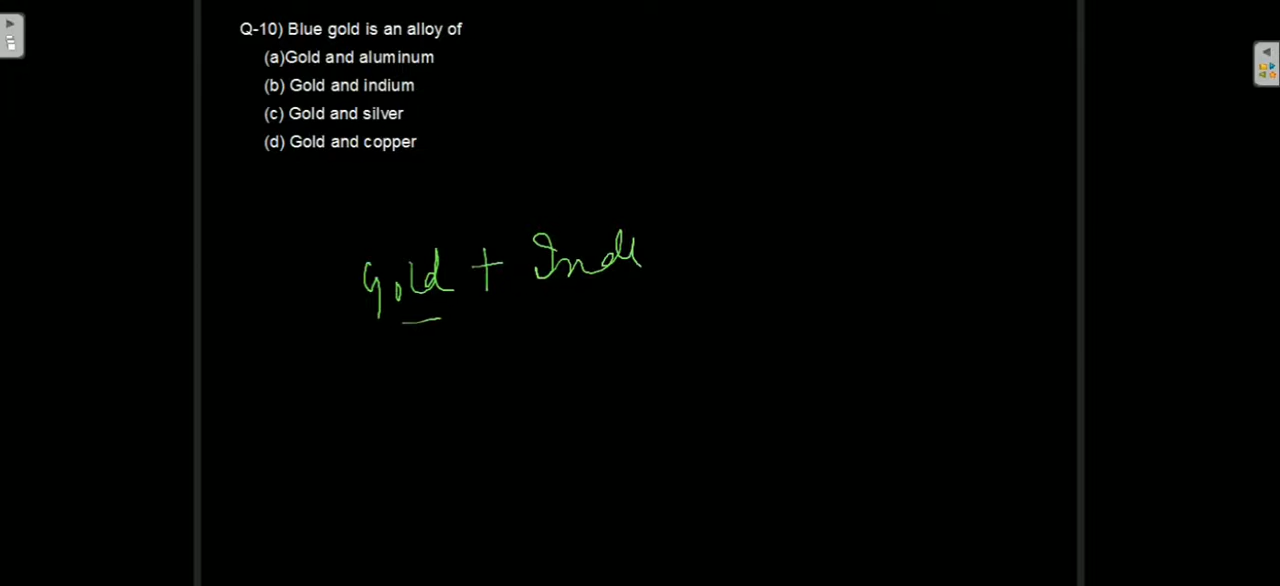 Q-10) Blue gold is an alloy of
(a)Gold and aluminum
(b) Gold and indium
(c) Gold and silver
(d) Gold and copper
Gold + Indu